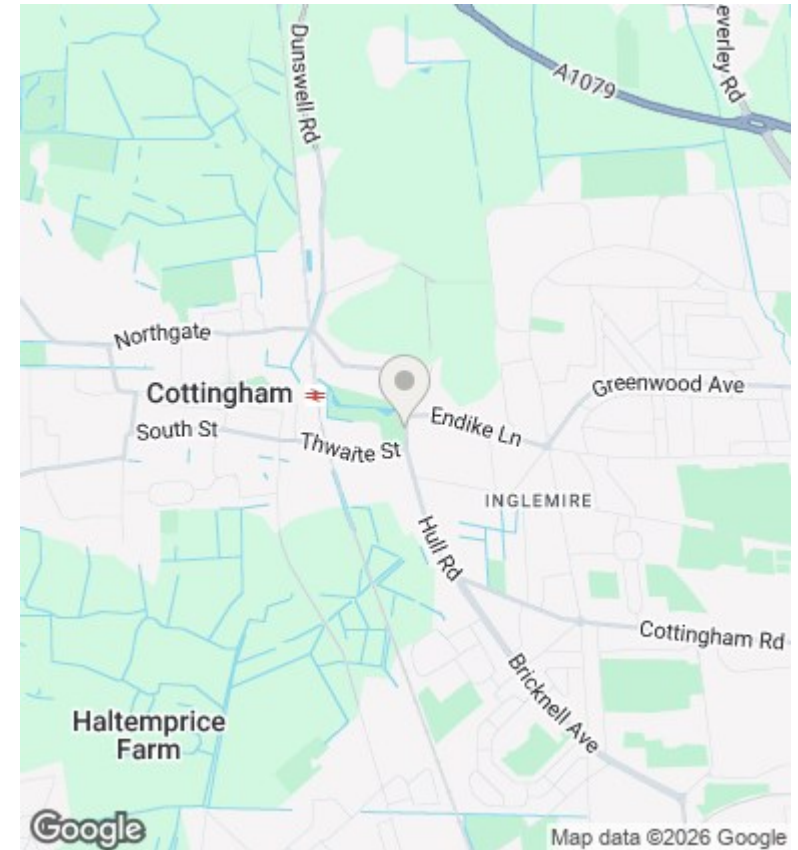 Dunswell Rd
A1079
everley Rd
Northgate
Cottingham
Greenwood Ave
South St
Endike Ln
Thwaite St
INGLEMIRE
Hull Rd
Cottingham Rd
Bricknell Ave
Haltemprice
Farm
Google
Map data ©2026 Google